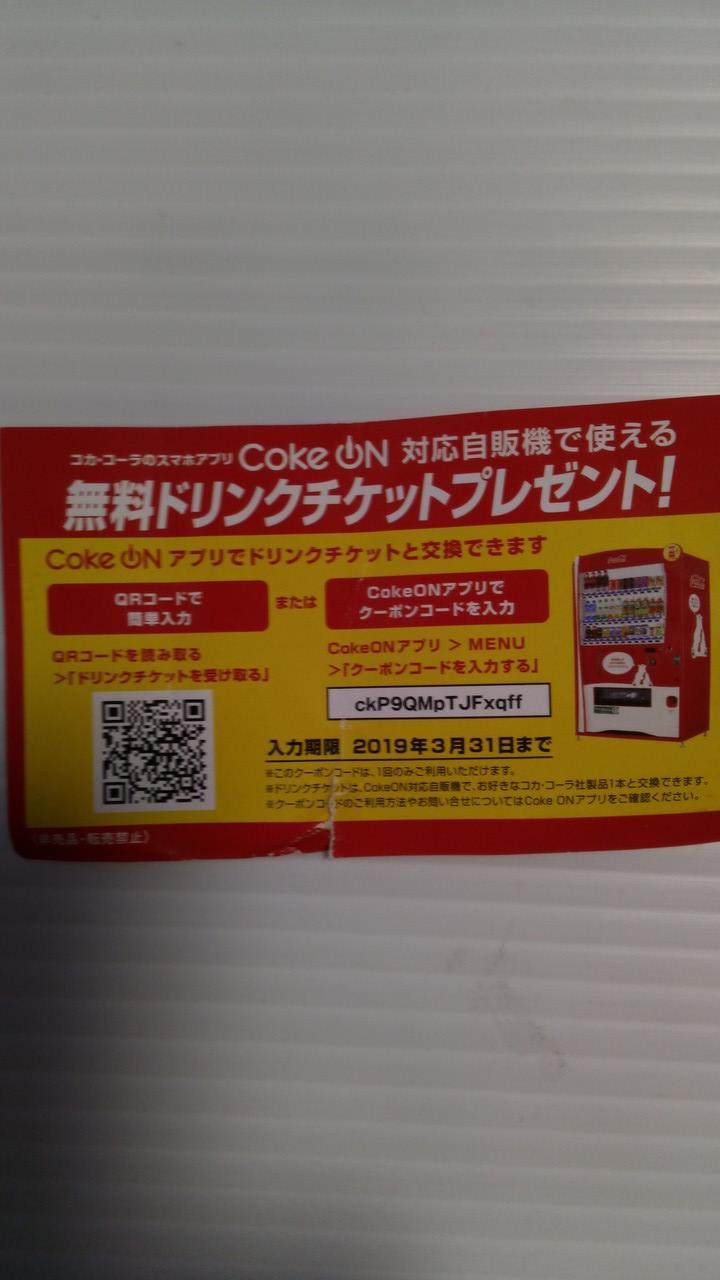 コカ・コーラのスマホアプリ Coke ON 対応自販機で使える
無料ドリンクチケットプレゼント!
Coke ON アプリでドリンクチケットと交換できます
QRコードで
簡単入力
または
CokeONアプリで
クーポンコードを入力
QRコードを読み取る
>「ドリンクチケットを受け取る」
CokeONアプリ > MENU
>「クーポンコードを入力する」
ckP9QMpTJFxqff
入力期限 2019年3月31日まで
※このクーポンコードは、1回のみご利用いただけます。
※ドリンクチケットは、CokeON対応自販機で、お好きなコカ・コーラ社製品1本と交換できます。
※クーポンコードのご利用方法やお問い合せについてはCoke ONアプリをご確認ください。
(非売品・転売禁止)
Coca-Cola